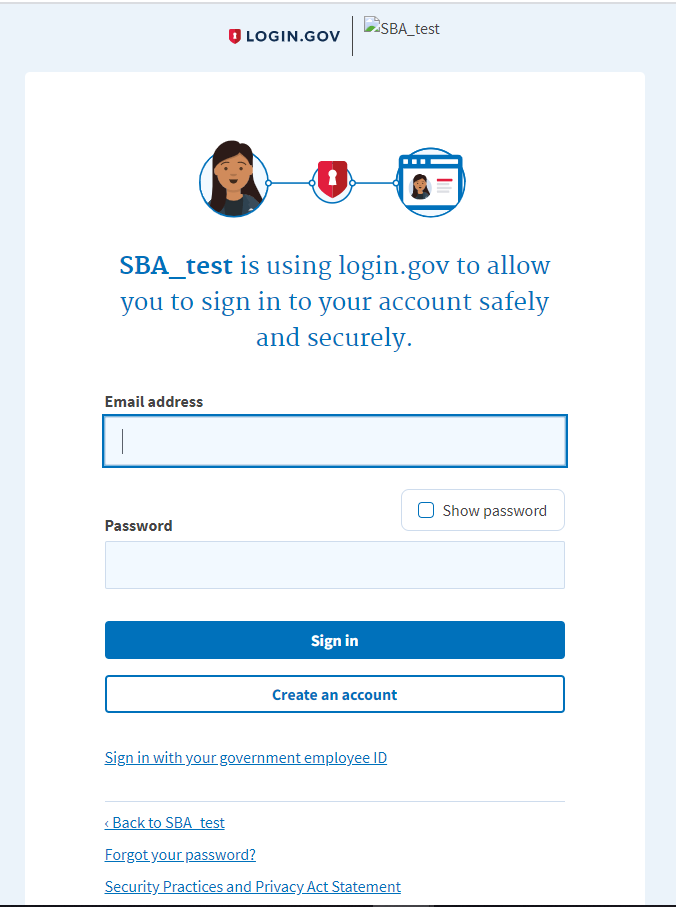 LOGIN.GOV
SBA_test
SBA_test is using login.gov to allow
you to sign in to your account safely
and securely.
Email address
Show password
Password
Sign in
Create an account
Sign in with your government employee ID
‹ Back to SBA_test
Forgot your password?
Security Practices and Privacy Act Statement